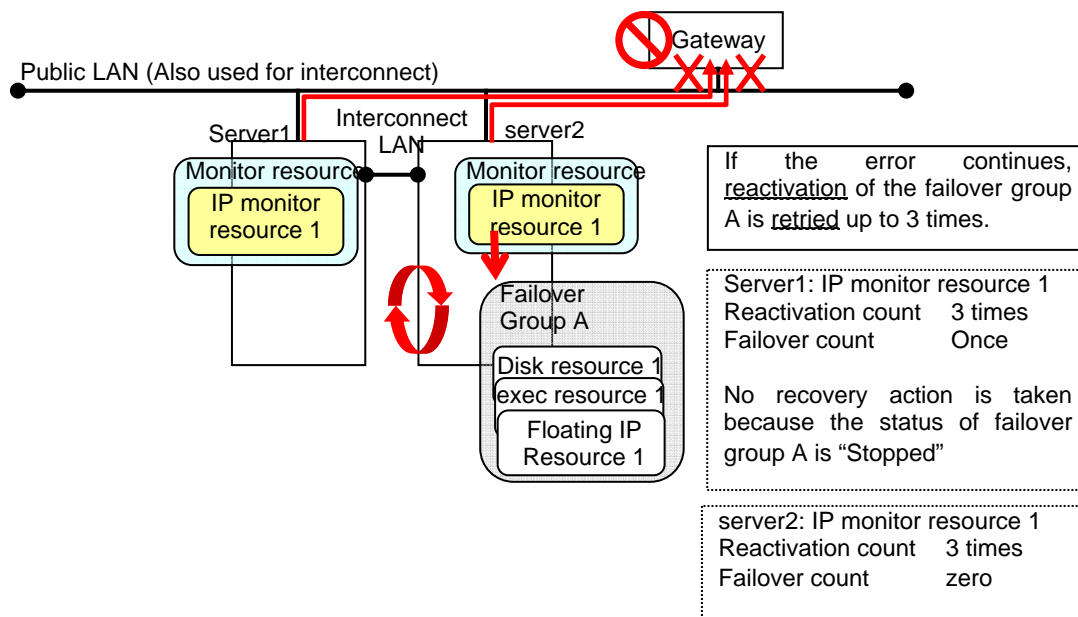 Gateway
Public LAN (Also used for interconnect)
Interconnect
LAN
Server1
server2
Monitor resource
IP monitor
resource 1
Monitor resource
IP monitor
resource 1
Failover
Group A
Disk resource 1
exec resource 1
Floating IP
Resource 1
If the error continues,
reactivation of the failover group
A is retried up to 3 times.
Server1: IP monitor resource 1
Reactivation count 3 times
Failover count Once
No recovery action is taken
because the status of failover
group A is “Stopped”
server2: IP monitor resource 1
Reactivation count 3 times
Failover count zero